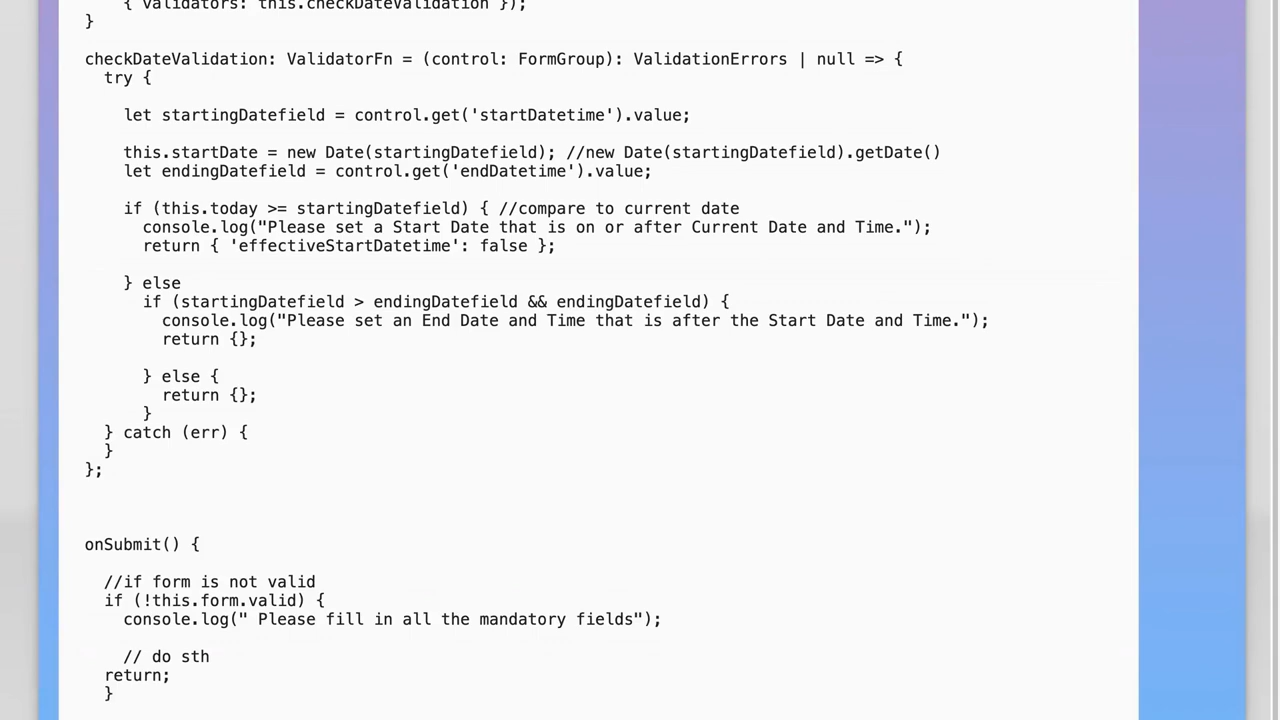 { validators: this.checkDateValidation });
}
checkDateValidation: ValidatorFn = (control: FormGroup): ValidationErrors | null => {
try {
let startingDatefield = control.get('startDatetime').value;
this.startDate = new Date(startingDatefield); //new Date(startingDatefield).getDate()
let endingDatefield = control.get('endDatetime').value;
if (this.today >= startingDatefield) { //compare to current date
console.log("Please set a Start Date that is on or after Current Date and Time.");
return { 'effectiveStartDatetime': false };
} else
if (startingDatefield > endingDatefield && endingDatefield) {
console.log("Please set an End Date and Time that is after the Start Date and Time.");
return {};
} else {
return {};
}
} catch (err) {
}
};
onSubmit() {
//if form is not valid
if (!this.form.valid) {
console.log(" Please fill in all the mandatory fields");
// do sth
return;
}